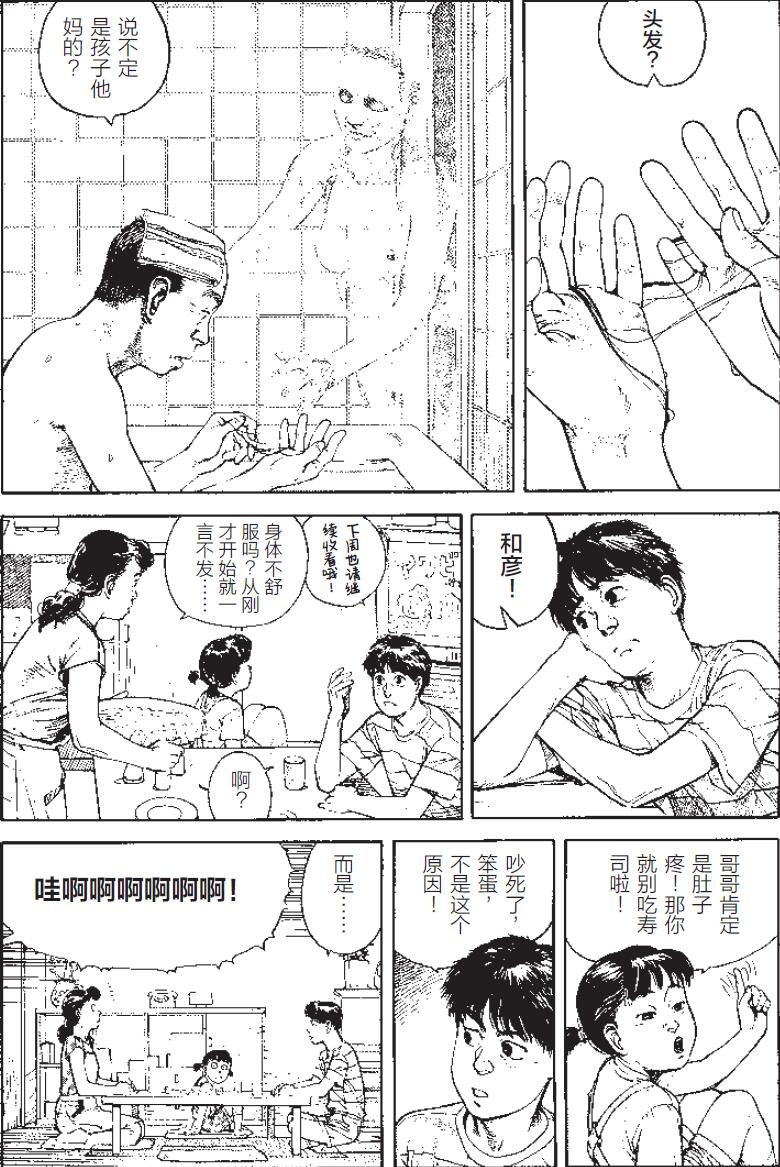 头发？
说不定
是孩子他
妈的？
和彦！
下周也请继
续收看哦！
身体不舒
服吗？从刚
才开始就一
言不发……
啊？
哥哥肯定
是肚子
疼！那你
就别吃寿
司啦！
吵死了，
笨蛋，
不是这个
原因！
而是……
哇啊啊啊啊啊啊！